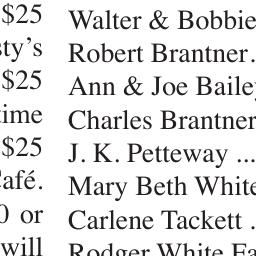 $25
sty's
$25
time
$25
Café.
0 or
will
Walter & Bobbie
Robert Brantner.
Ann & Joe Bailey
Charles Brantner
J. K. Petteway ...
Mary Beth White
Carlene Tackett .
Rodger White Fa